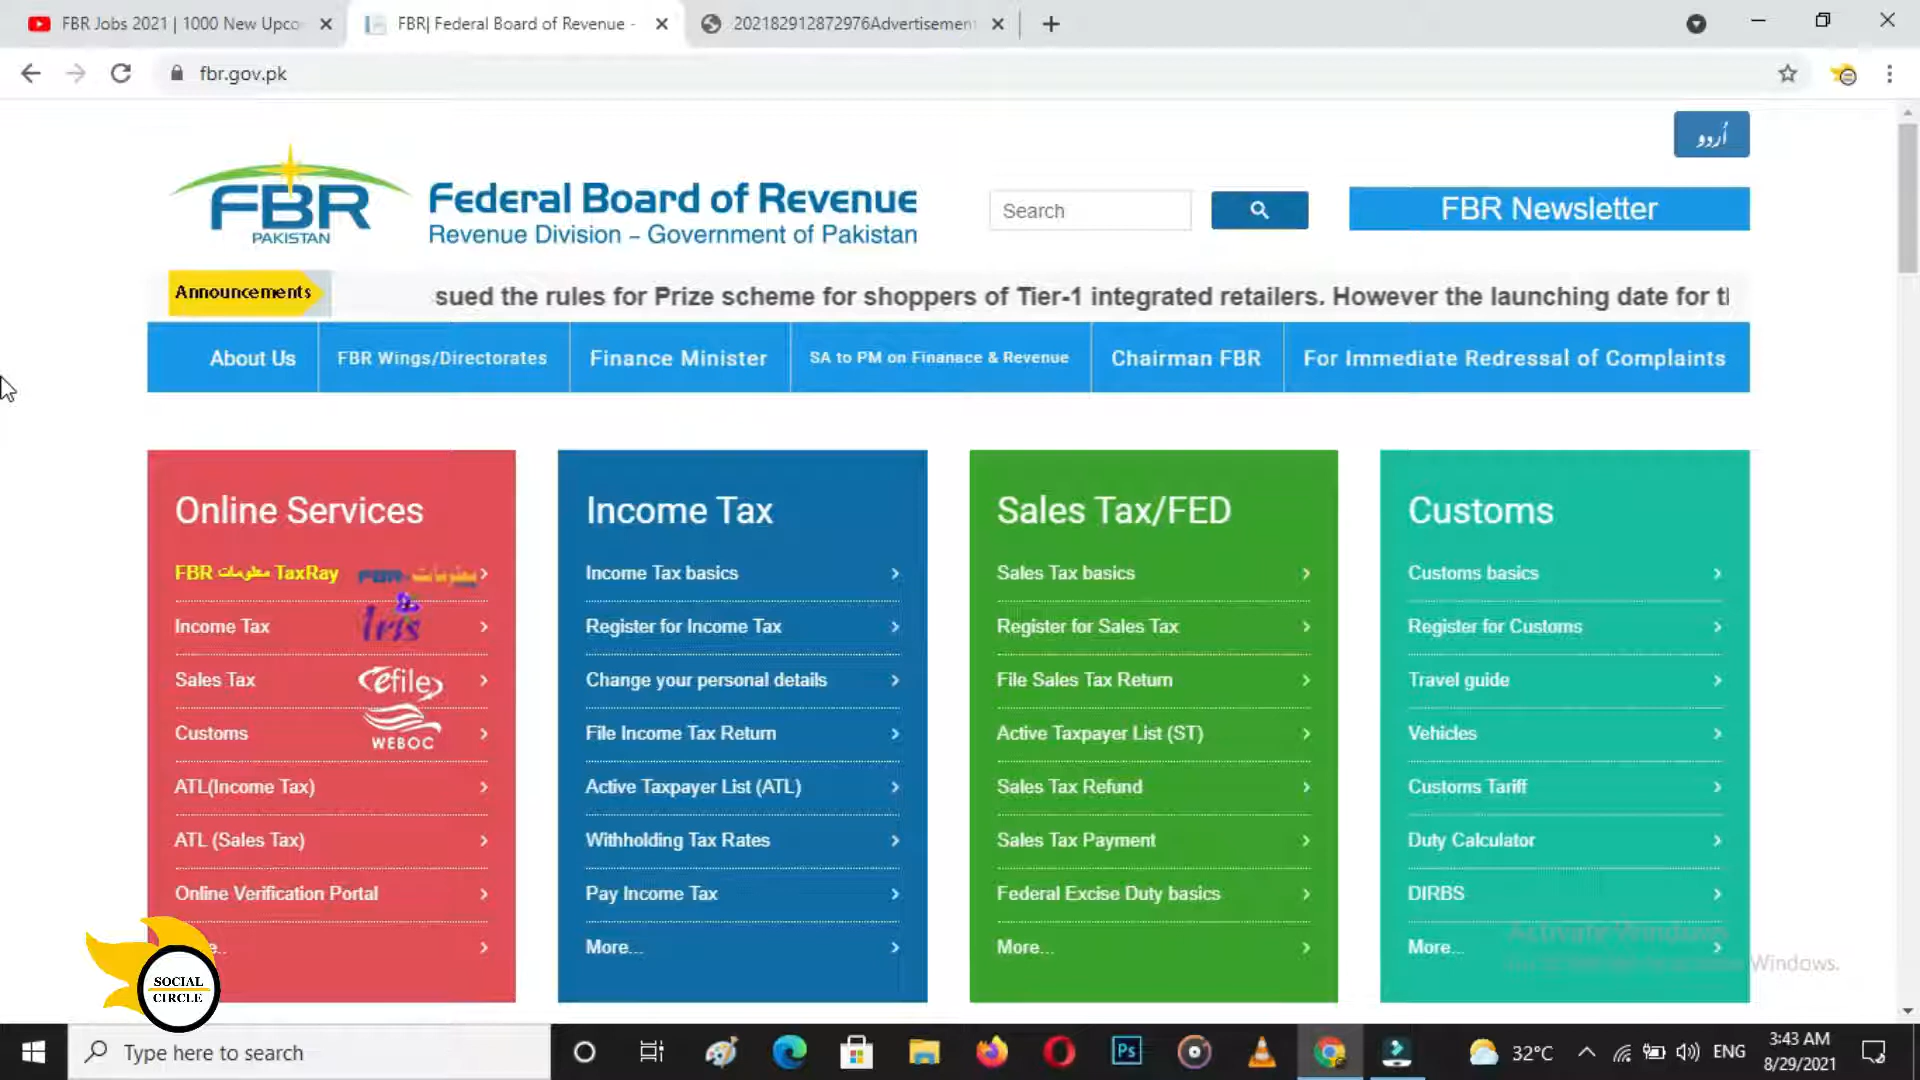 FBR Jobs 2021 | 1000 New Upco
FBR| Federal Board of Revenue -
202182912872976Advertisement
fbr.gov.pk
اُردو
FBR
PAKISTAN
Federal Board of Revenue
Revenue Division – Government of Pakistan
Search
FBR Newsletter
Announcements
sued the rules for Prize scheme for shoppers of Tier-1 integrated retailers. However the launching date for tl
About Us
FBR Wings/Directorates
Finance Minister
SA to PM on Finanace & Revenue
Chairman FBR
For Immediate Redressal of Complaints
Online Services
FBR معلومات TaxRay
FBR-معلومات
&
Income Tax
Iris
Sales Tax
efile
Customs
WEBOC
ATL(Income Tax)
ATL (Sales Tax)
Online Verification Portal
Income Tax
Income Tax basics
Register for Income Tax
Change your personal details
File Income Tax Return
Active Taxpayer List (ATL)
Withholding Tax Rates
Pay Income Tax
More...
Sales Tax/FED
Sales Tax basics
Register for Sales Tax
File Sales Tax Return
Active Taxpayer List (ST)
Sales Tax Refund
Sales Tax Payment
Federal Excise Duty basics
More...
Customs
Customs basics
Register for Customs
Travel guide
Vehicles
Customs Tariff
Duty Calculator
DIRBS
More...
Activate Windows
Windows.
SOCIAL
CIRCLE
Type here to search
Ps
32°C
ENG
3:43 AM
8/29/2021